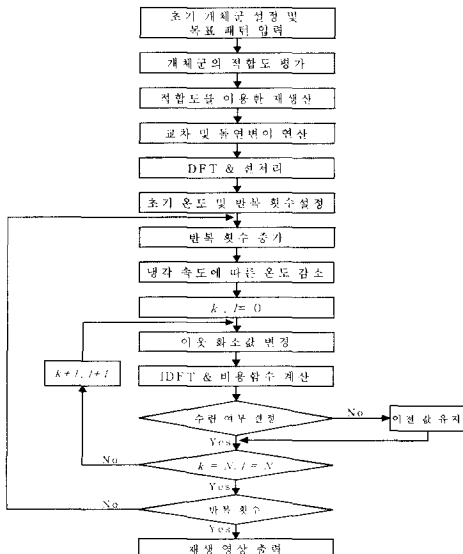 초기 개체군 설정 및
목표 패턴 입력
개체군의 적합도 평가
적합도를 이용한 재생산
교차 및 돌연변이 연산
DFT & 전처리
초기 온도 및 반복 횟수설정
반복 횟수 증가
냉각 속도에 따른 온도 감소
k , l = 0
이웃 화소값 변경
k+1, l+1
IDFT & 비용함수 계산
수렴 여부 결정
No
이전 값 유지
Yes
No
k = N, l = N
Yes
No
반복 횟수
Yes
재생 영상 출력